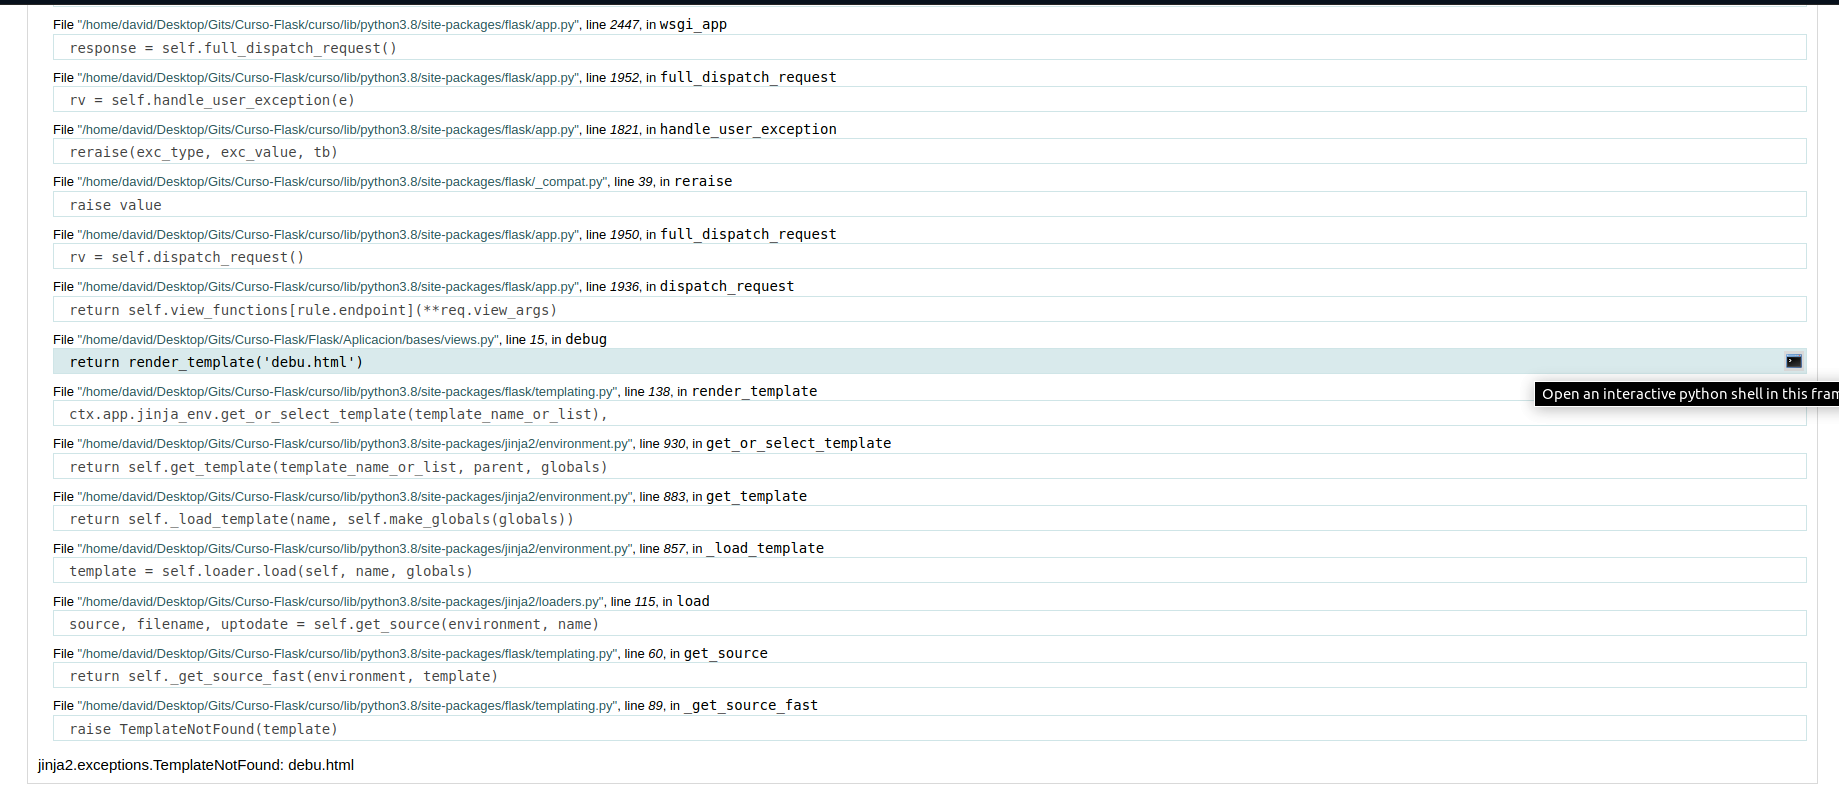 File "/home/david/Desktop/Gits/Curso-Flask/curso/lib/python3.8/site-packages/flask/app.py", line 2447, in wsgi_app
response = self.full_dispatch_request()
File "/home/david/Desktop/Gits/Curso-Flask/curso/lib/python3.8/site-packages/flask/app.py", line 1952, in full_dispatch_request
rv = self.handle_user_exception(e)
File "/home/david/Desktop/Gits/Curso-Flask/curso/lib/python3.8/site-packages/flask/app.py", line 1821, in handle_user_exception
reraise(exc_type, exc_value, tb)
File "/home/david/Desktop/Gits/Curso-Flask/curso/lib/python3.8/site-packages/flask/_compat.py", line 39, in reraise
raise value
File "/home/david/Desktop/Gits/Curso-Flask/curso/lib/python3.8/site-packages/flask/app.py", line 1950, in full_dispatch_request
rv = self.dispatch_request()
File "/home/david/Desktop/Gits/Curso-Flask/curso/lib/python3.8/site-packages/flask/app.py", line 1936, in dispatch_request
return self.view_functions[rule.endpoint](**req.view_args)
File "/home/david/Desktop/Gits/Curso-Flask/Flask/Aplicacion/bases/views.py", line 15, in debug
return render_template('debu.html')
File "/home/david/Desktop/Gits/Curso-Flask/curso/lib/python3.8/site-packages/flask/templating.py", line 138, in render_template
Open an interactive python shell in this fram
ctx.app.jinja_env.get_or_select_template(template_name_or_list),
File "/home/david/Desktop/Gits/Curso-Flask/curso/lib/python3.8/site-packages/jinja2/environment.py", line 930, in get_or_select_template
return self.get_template(template_name_or_list, parent, globals)
File "/home/david/Desktop/Gits/Curso-Flask/curso/lib/python3.8/site-packages/jinja2/environment.py", line 883, in get_template
return self._load_template(name, self.make_globals(globals))
File "/home/david/Desktop/Gits/Curso-Flask/curso/lib/python3.8/site-packages/jinja2/environment.py", line 857, in _load_template
template = self.loader.load(self, name, globals)
File "/home/david/Desktop/Gits/Curso-Flask/curso/lib/python3.8/site-packages/jinja2/loaders.py", line 115, in load
source, filename, uptodate = self.get_source(environment, name)
File "/home/david/Desktop/Gits/Curso-Flask/curso/lib/python3.8/site-packages/flask/templating.py", line 60, in get_source
return self._get_source_fast(environment, template)
File "/home/david/Desktop/Gits/Curso-Flask/curso/lib/python3.8/site-packages/flask/templating.py", line 89, in _get_source_fast
raise TemplateNotFound(template)
jinja2.exceptions.TemplateNotFound: debu.html